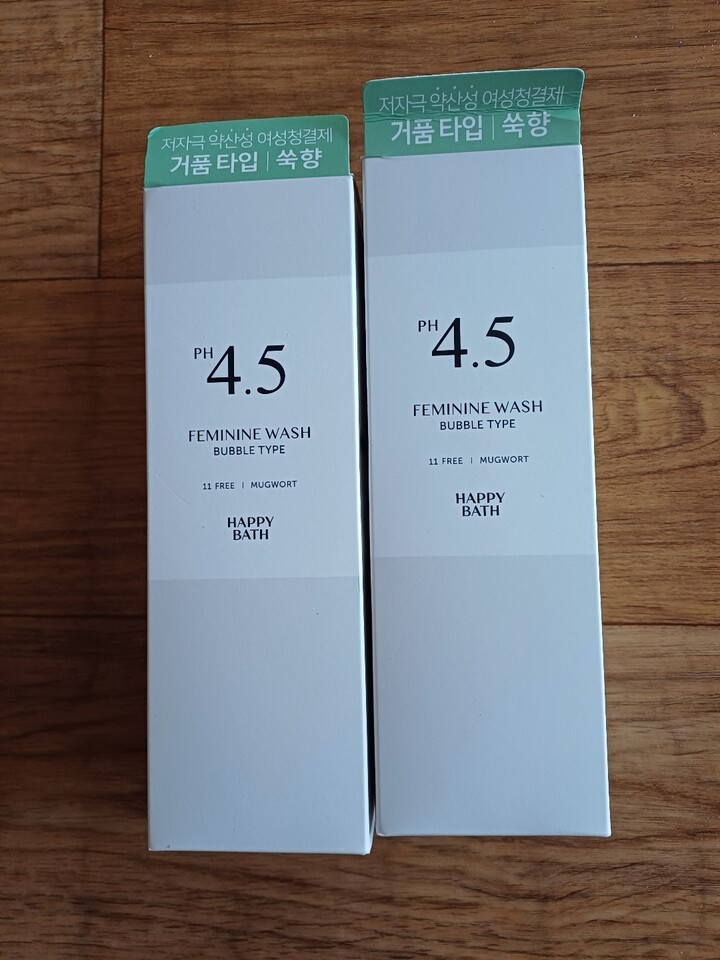 저자극 약산성 여성청결제
거품 타입 | 쑥향
PH 4.5
FEMININE WASH
BUBBLE TYPE
11 FREE | MUGWORT
HAPPY
BATH
저자극 약산성 여성청결제
거품 타입 | 쑥향
PH 4.5
FEMININE WASH
BUBBLE TYPE
11 FREE | MUGWORT
HAPPY
BATH